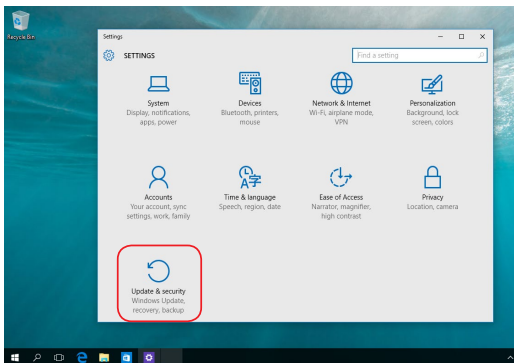 Recycle Bin
Settings
SETTINGS
Find a setting
System
Display, notifications,
apps, power
Devices
Bluetooth, printers,
mouse
Network & Internet
Wi-Fi, airplane mode,
VPN
Personalization
Background, lock
screen, colors
Accounts
Your account, sync
settings, work, family
Time & language
Speech, region, date
Ease of Access
Narrator, magnifier,
high contrast
Privacy
Location, camera
Update & security
Windows Update,
recovery, backup